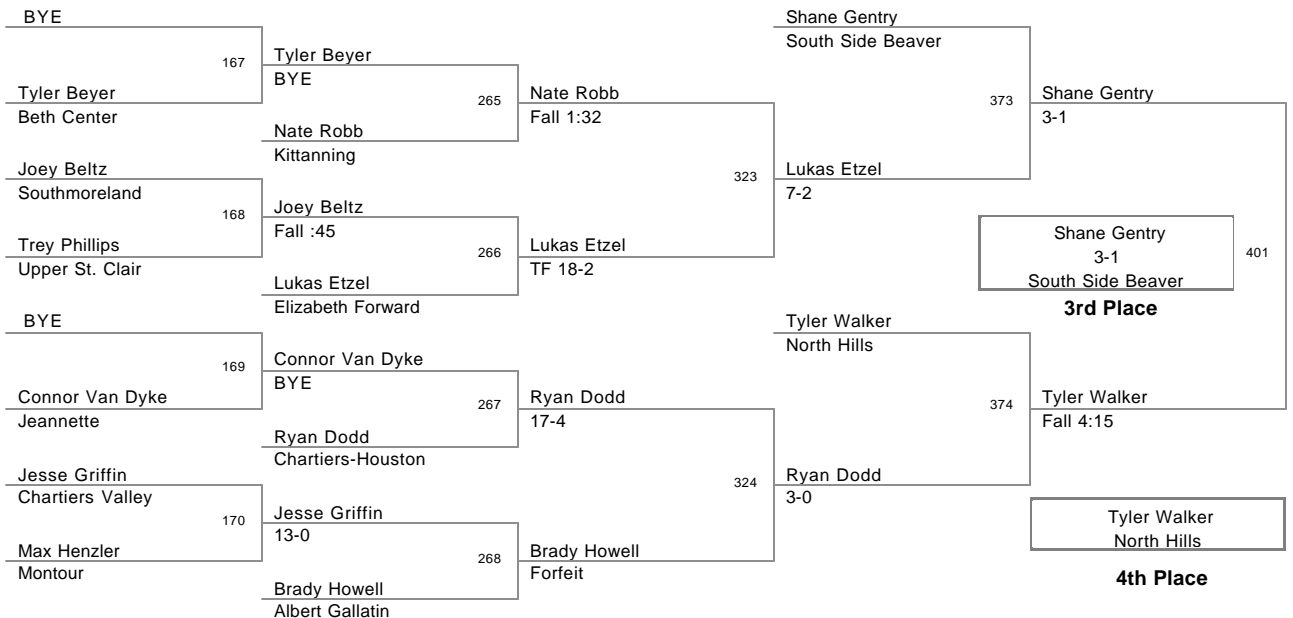 BYE
167
Tyler Beyer
Beth Center
Joey Beltz
Southmoreland
168
Trey Phillips
Upper St. Clair
BYE
169
Connor Van Dyke
Jeannette
Jesse Griffin
Chartiers Valley
170
Max Henzler
Montour
Tyler Beyer
BYE
265
Nate Robb
Kittanning
Joey Beltz
Fall :45
266
Lukas Etzel
Elizabeth Forward
Connor Van Dyke
BYE
267
Ryan Dodd
Chartiers-Houston
Jesse Griffin
13-0
268
Brady Howell
Albert Gallatin
Nate Robb
Fall 1:32
323
Lukas Etzel
TF 18-2
Ryan Dodd
17-4
324
Brady Howell
Forfeit
Shane Gentry
South Side Beaver
373
Lukas Etzel
7-2
Tyler Walker
North Hills
374
Ryan Dodd
3-0
Shane Gentry
3-1
Shane Gentry
3-1
South Side Beaver
401
3rd Place
Tyler Walker
Fall 4:15
Tyler Walker
North Hills
4th Place